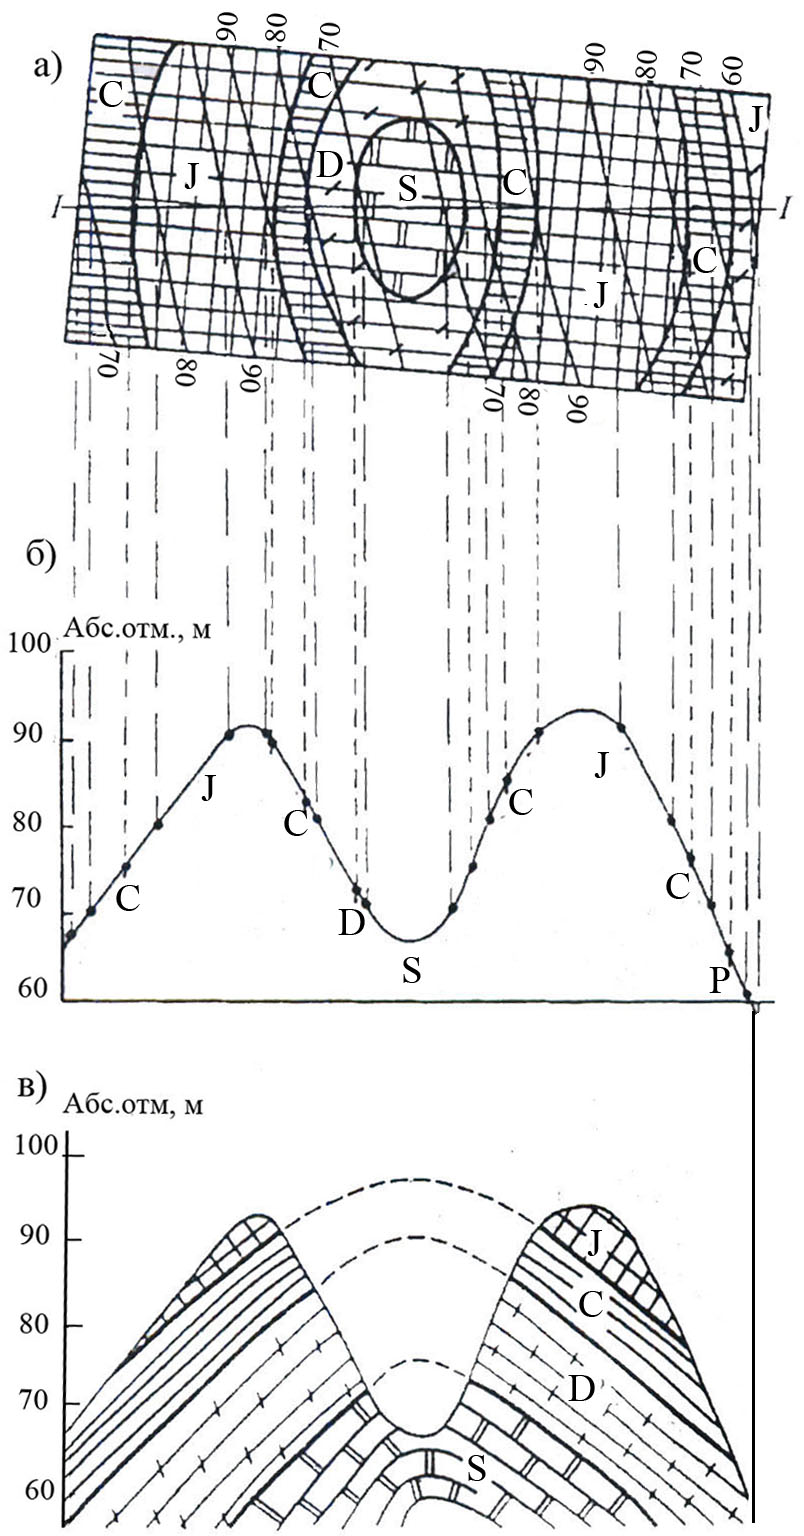 а)
90 80 70 90 80 70 60
C C J
J D S C
I I
C
J
70 80 90 70 80 90
б)
Абс.отм., м
100
90
J J
80
C C
70
C C
D
S P
60
в)
Абс.отм, м
100
90
J
C
80
D
70
S
60